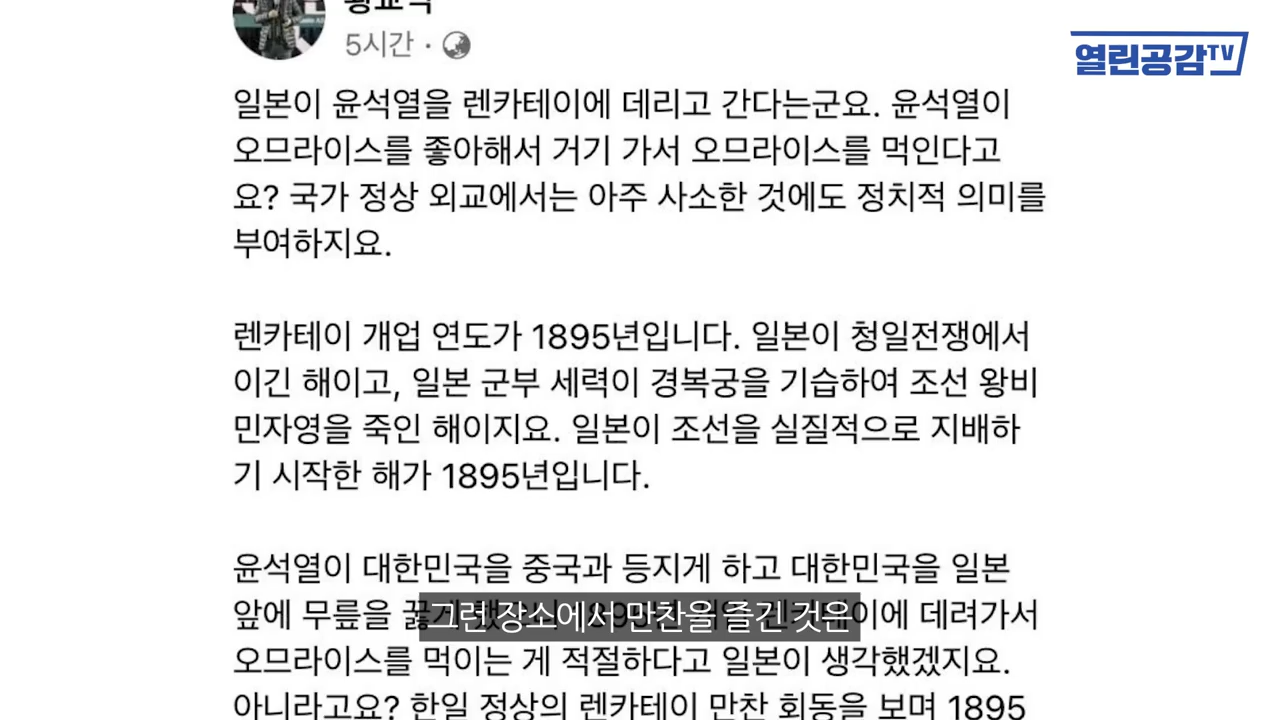 5시간 ·
열린공감TV
일본이 윤석열을 렌카테이에 데리고 간다는군요. 윤석열이
오므라이스를 좋아해서 거기 가서 오므라이스를 먹인다고
요? 국가 정상 외교에서는 아주 사소한 것에도 정치적 의미를
부여하지요.
렌카테이 개업 연도가 1895년입니다. 일본이 청일전쟁에서
이긴 해이고, 일본 군부 세력이 경복궁을 기습하여 조선 왕비
민자영을 죽인 해이지요. 일본이 조선을 실질적으로 지배하
기 시작한 해가 1895년입니다.
윤석열이 대한민국을 중국과 등지게 하고 대한민국을 일본
앞에 무릎을 꿇게 에 데려가서
그런 장소에서 만찬을 즐긴 것은
오므라이스를 먹이는 게 적절하다고 일본이 생각했겠지요.
아니라고요? 한일 정상의 렌카테이 만찬 회동을 보며 1895